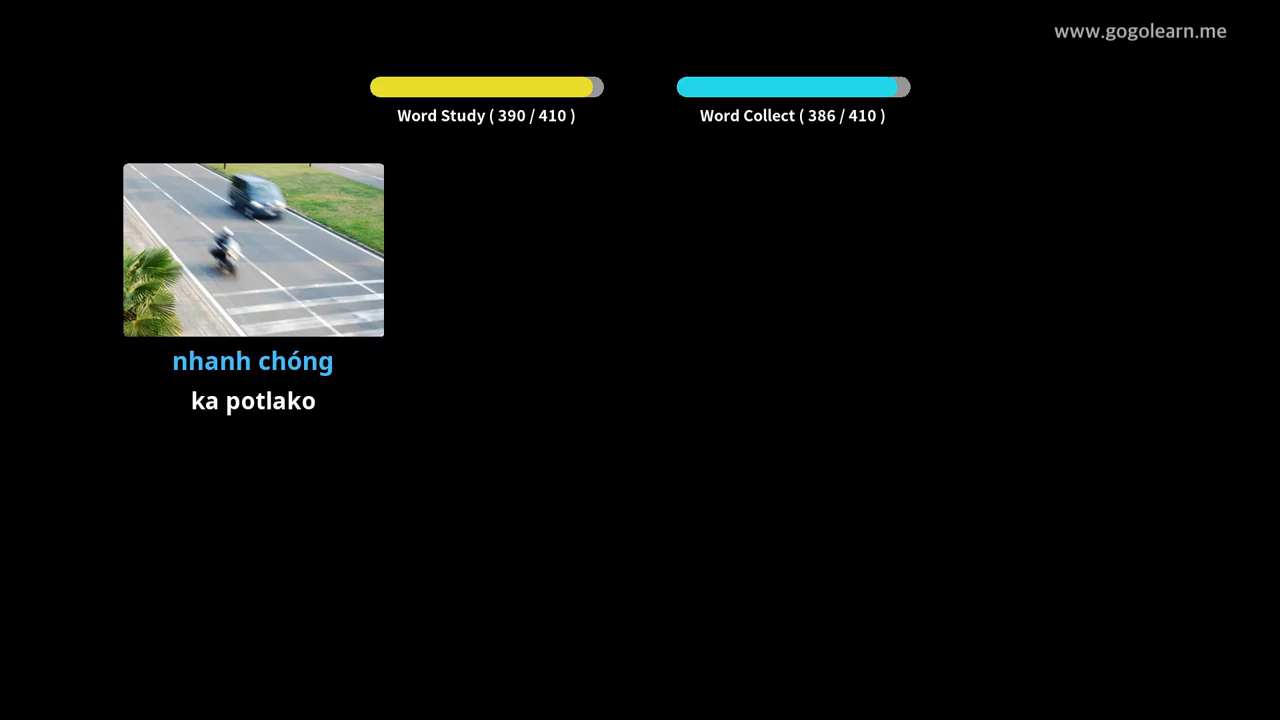 www.gogolearn.me
Word Study ( 390 / 410 )
Word Collect ( 386 / 410 )
nhanh chóng
ka potlako